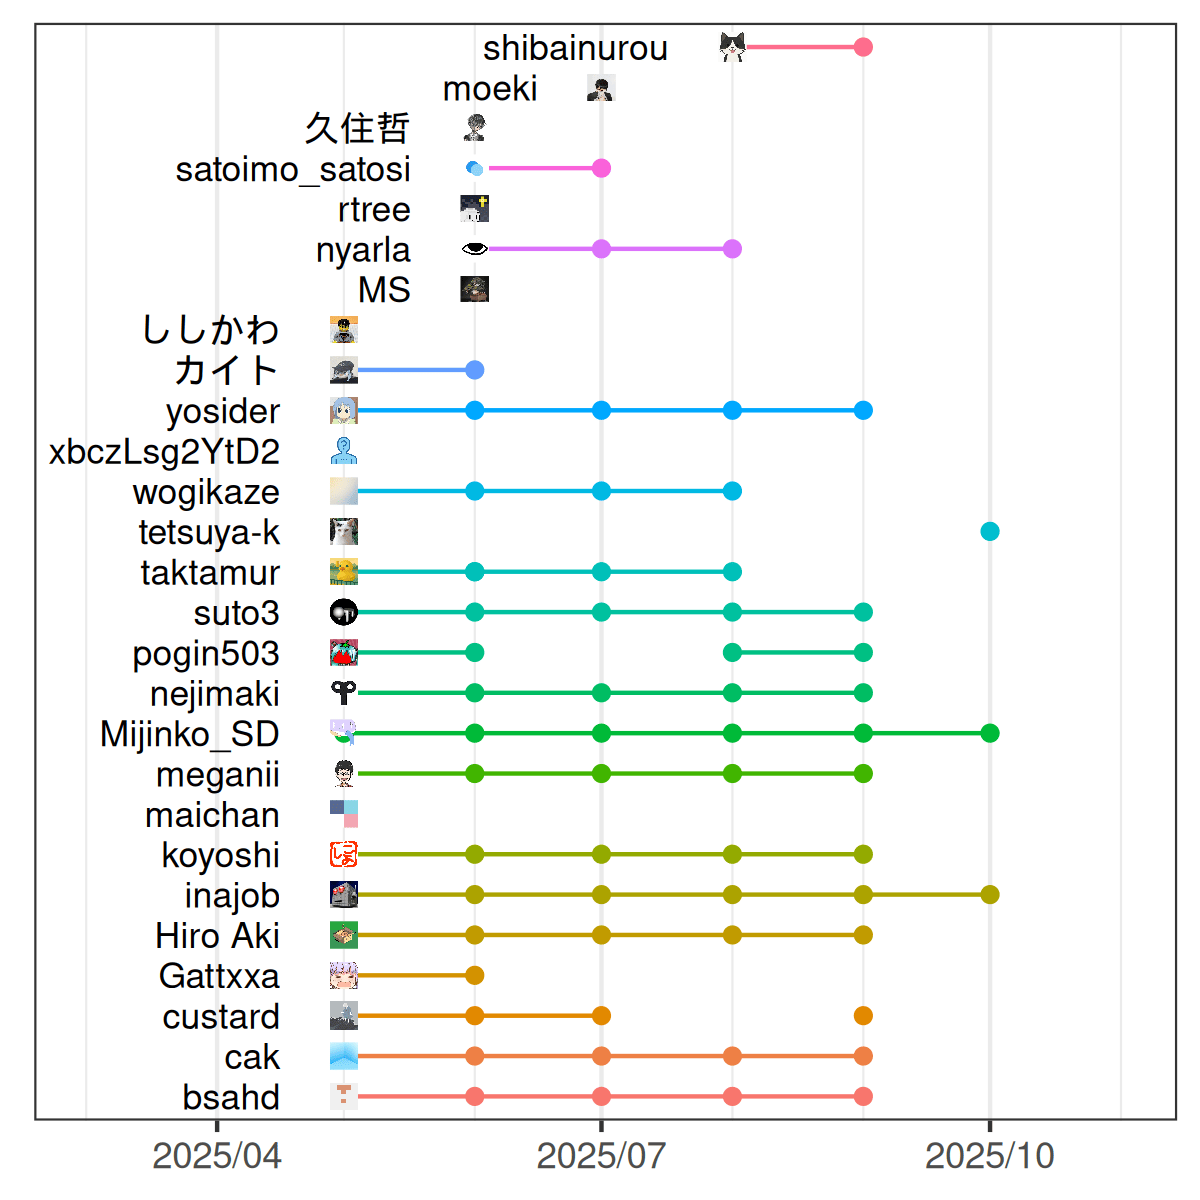 shibainurou
moeki
久住哲
satoimo_satosi
rtree
nyarla
MS
ししかわ
カイト
yosider
xbczLsg2YtD2
wogikaze
tetsuya-k
taktamur
suto3
pogin503
nejimaki
Mijinko_SD
meganii
maichan
koyoshi
inajob
Hiro Aki
Gattxxa
custard
cak
bsahd
2025/04 2025/07 2025/10